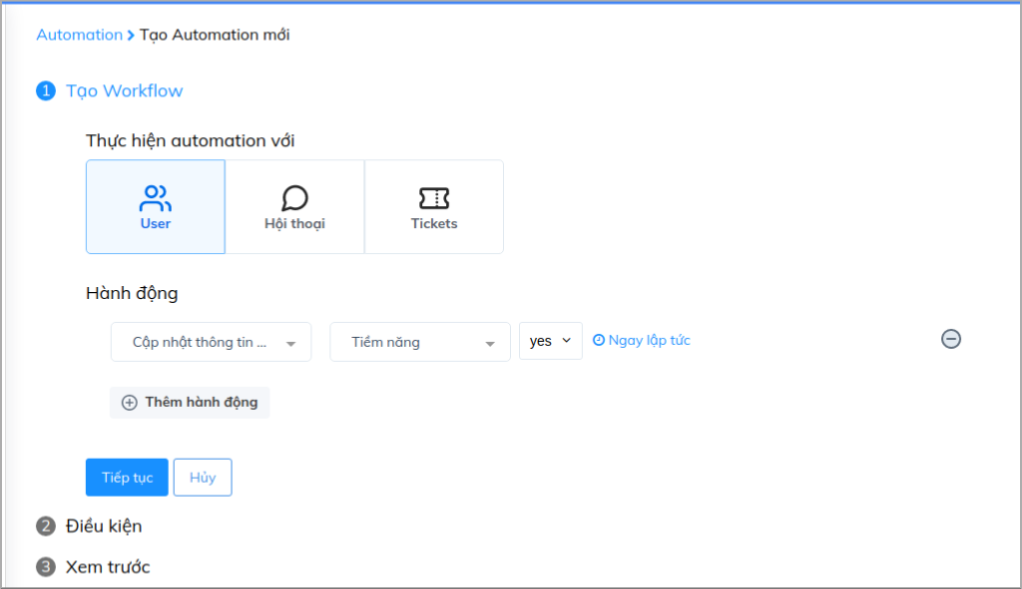 Automation > Tạo Automation mới
1 Tạo Workflow
Thực hiện automation với
User Hội thoại Tickets
Hành động
Cập nhật thông tin ... Tiềm năng yes Ngay lập tức
Thêm hành động
Tiếp tục Hủy
2 Điều kiện
3 Xem trước